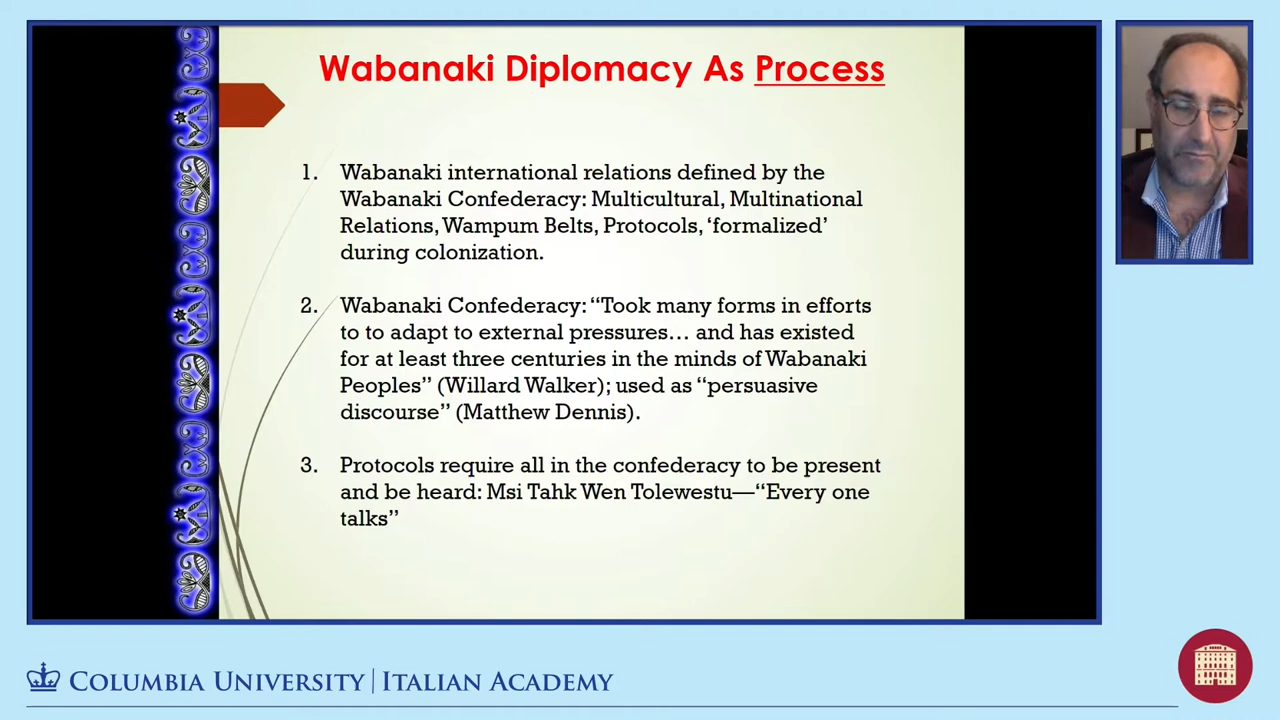 Wabanaki Diplomacy As Process
1. Wabanaki international relations defined by the
Wabanaki Confederacy: Multicultural, Multinational
Relations, Wampum Belts, Protocols, ‘formalized’
during colonization.
2. Wabanaki Confederacy: “Took many forms in efforts
to to adapt to external pressures… and has existed
for at least three centuries in the minds of Wabanaki
Peoples” (Willard Walker); used as “persuasive
discourse” (Matthew Dennis).
3. Protocols require all in the confederacy to be present
and be heard: Msi Tahk Wen Tolewestu—“Every one
talks”
COLUMBIA UNIVERSITY | ITALIAN ACADEMY